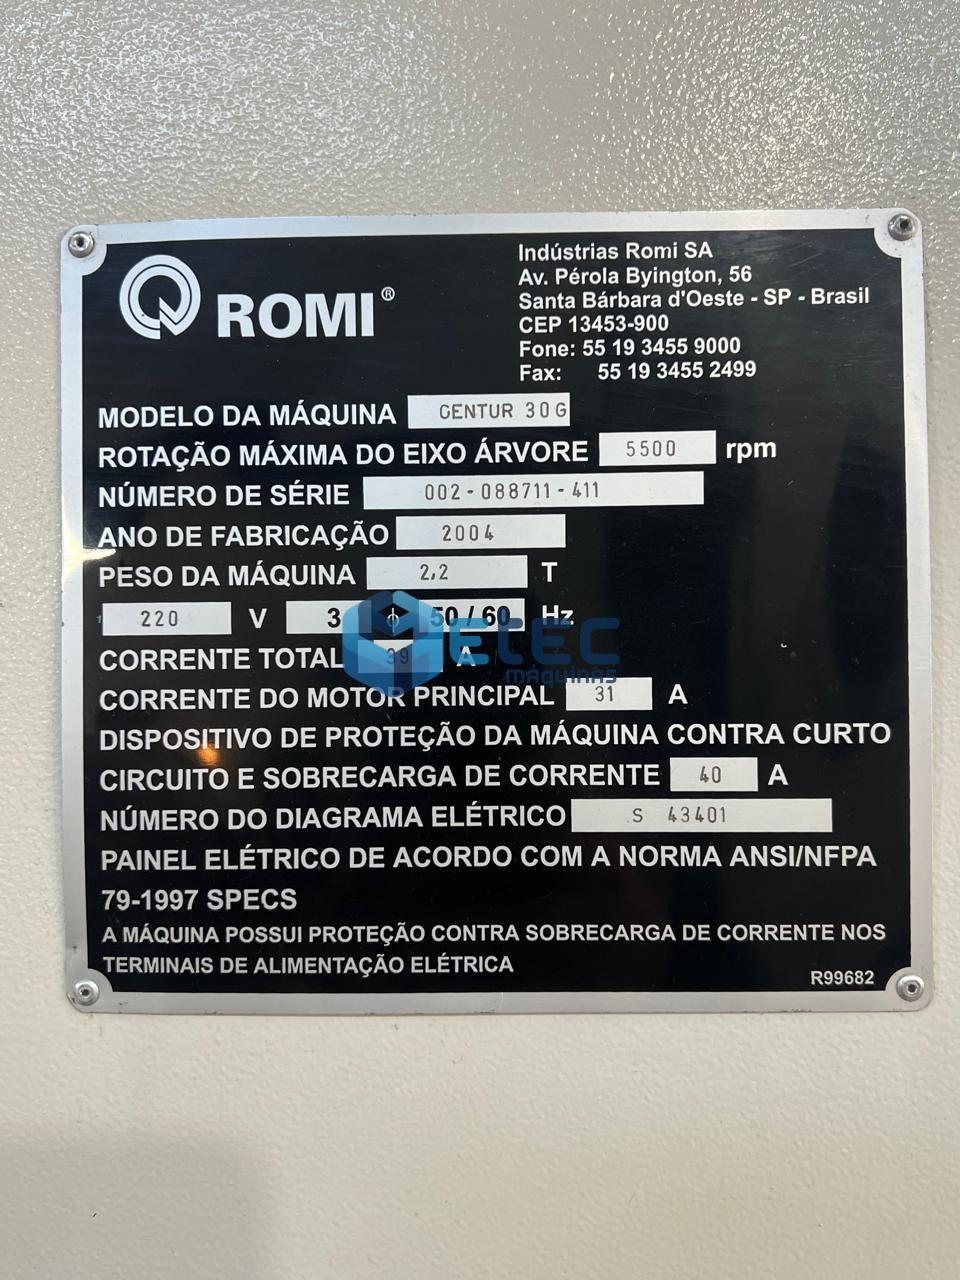 ROMI®
Indústrias Romi SA
Av. Pérola Byington, 56
Santa Bárbara d'Oeste - SP - Brasil
CEP 13453-900
Fone: 55 19 3455 9000
Fax: 55 19 3455 2499
MODELO DA MÁQUINA CENTUR 30G
ROTAÇÃO MÁXIMA DO EIXO ÁRVORE 5500 rpm
NÚMERO DE SÉRIE 002-088711-411
ANO DE FABRICAÇÃO 2004
PESO DA MÁQUINA 2,2 T
220 V 3 ϕ 50 / 60 Hz
CORRENTE TOTAL 39 A
CORRENTE DO MOTOR PRINCIPAL 31 A
DISPOSITIVO DE PROTEÇÃO DA MÁQUINA CONTRA CURTO
CIRCUITO E SOBRECARGA DE CORRENTE 40 A
NÚMERO DO DIAGRAMA ELÉTRICO S 43401
PAINEL ELÉTRICO DE ACORDO COM A NORMA ANSI/NFPA
79-1997 SPECS
A MÁQUINA POSSUI PROTEÇÃO CONTRA SOBRECARGA DE CORRENTE NOS
TERMINAIS DE ALIMENTAÇÃO ELÉTRICA
R99682
ETEC
MÁQUINAS